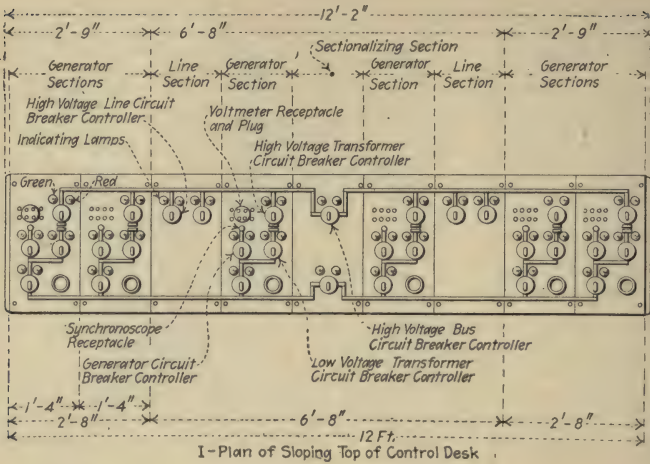 12'-2"
2'-9" 6'-8" 2'-9"
Sectionalizing Section
Generator Sections
Line Section
Generator Section
Generator Section
Line Section
Generator Sections
High Voltage Line Circuit
Breaker Controller
Voltmeter Receptacle
and Plug
Indicating Lamps
High Voltage Transformer
Circuit Breaker Controller
Green Red
Synchronoscope
Receptacle
High Voltage Bus
Circuit Breaker Controller
Generator Circuit
Breaker Controller
Low Voltage Transformer
Circuit Breaker Controller
1'-4" 1'-4"
2'-8" 6'-8" 2'-8"
12 Ft.
I-Plan of Sloping Top of Control Desk